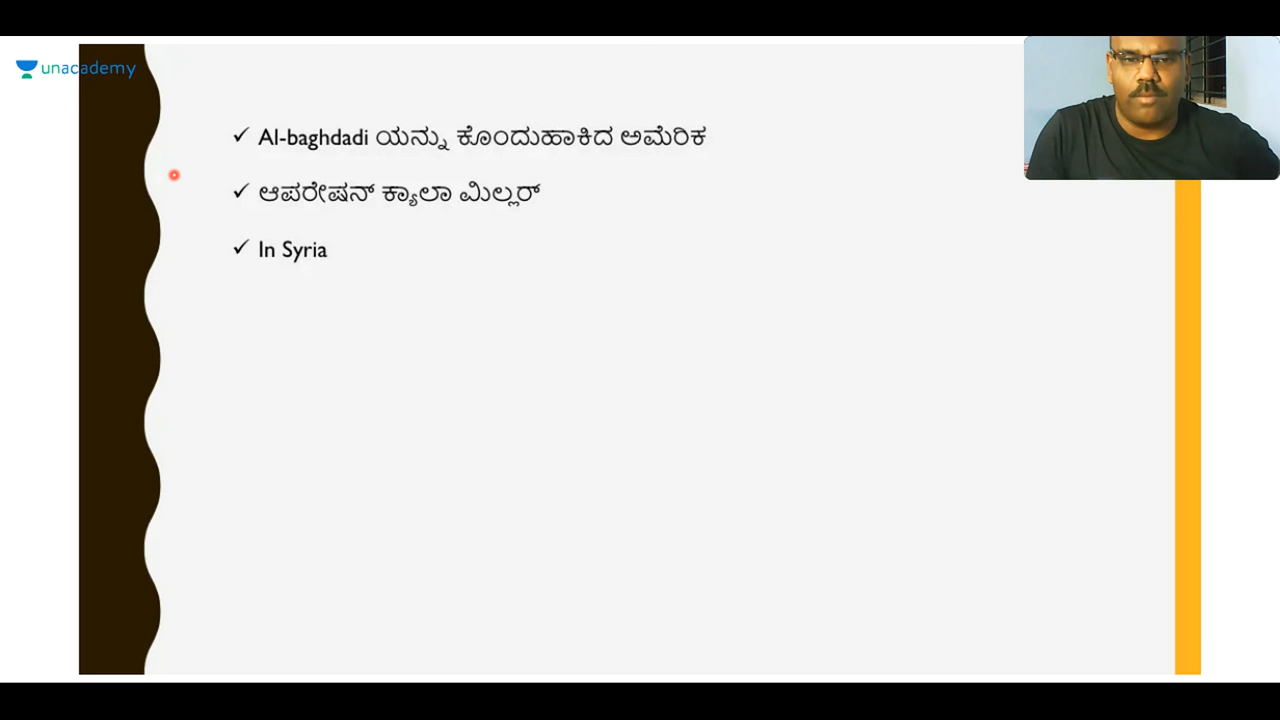 unacademy
✓ Al-baghdadi ಯನ್ನು ಕೊಂದುಹಾಕಿದ ಅಮೆರಿಕ
✓ ಆಪರೇಷನ್ ಕ್ಯಾಲಾ ಮಿಲ್ಲರ್
✓ In Syria